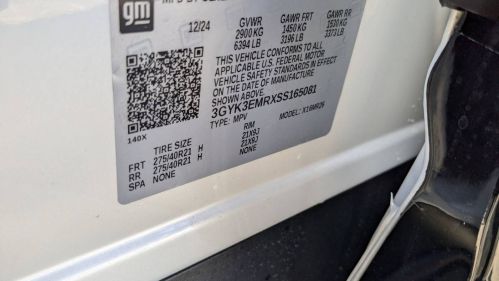 gm
12/24
GVWR GAWR FRT GAWR RR
2900 KG 1450 KG 1530 KG
6394 LB 3196 LB 3373 LB
THIS VEHICLE CONFORMS TO ALL
APPLICABLE U.S. FEDERAL MOTOR
VEHICLE SAFETY STANDARDS IN EFFECT
ON THE DATE OF MANUFACTURE
SHOWN ABOVE.
3GYK3EMRXSS165081
TYPE: MPV MODEL:
140X
TIRE SIZE RIM
FRT 275/40R21 H 21X9J
RR 275/40R21 H 21X9J
SPA NONE NONE